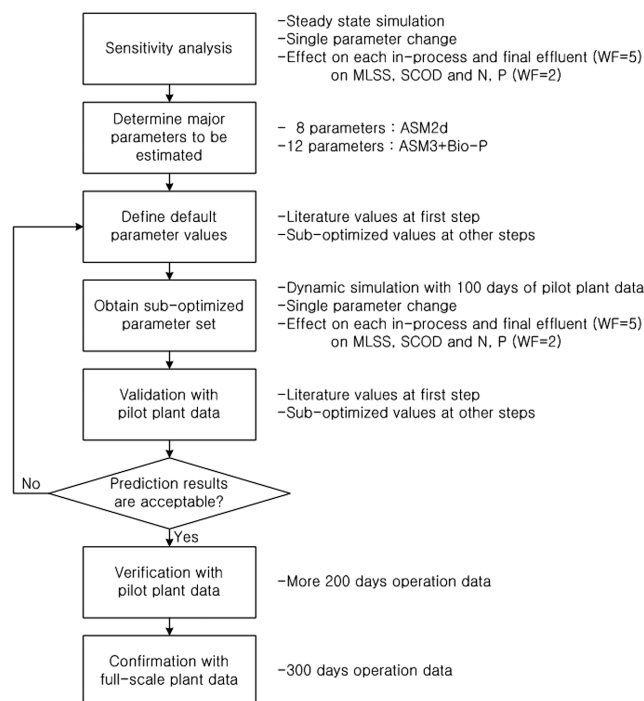 Sensitivity analysis
-Steady state simulation
-Single parameter change
-Effect on each in-process and final effluent (WF=5)
on MLSS, SCOD and N, P (WF=2)
Determine major
parameters to be
estimated
- 8 parameters : ASM2d
-12 parameters : ASM3+Bio-P
Define default
parameter values
-Literature values at first step
-Sub-optimized values at other steps
Obtain sub-optimized
parameter set
-Dynamic simulation with 100 days of pilot plant data
-Single parameter change
-Effect on each in-process and final effluent (WF=5)
on MLSS, SCOD and N, P (WF=2)
Validation with
pilot plant data
-Literature values at first step
-Sub-optimized values at other steps
No
Prediction results
are acceptable?
Yes
Verification with
pilot plant data
-More 200 days operation data
Confirmation with
full-scale plant data
-300 days operation data